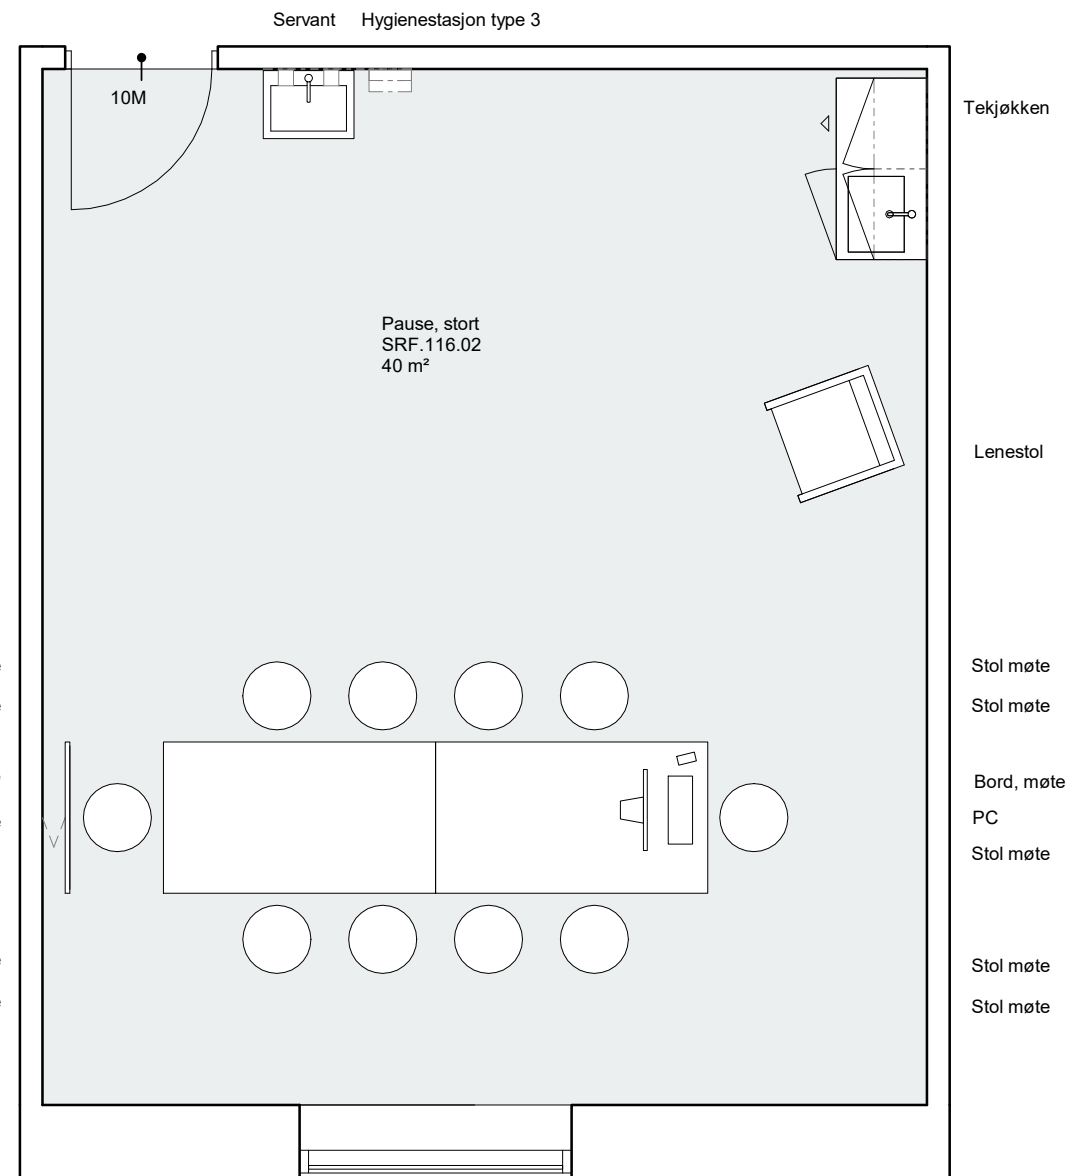 Servant
Hygienestasjon type 3
10M
Tekjøkken
Pause, stort
SRF.116.02
40 m²
Lenestol
Stol møte
Stol møte
Bord, møte
PC
Stol møte
Stol møte
Stol møte